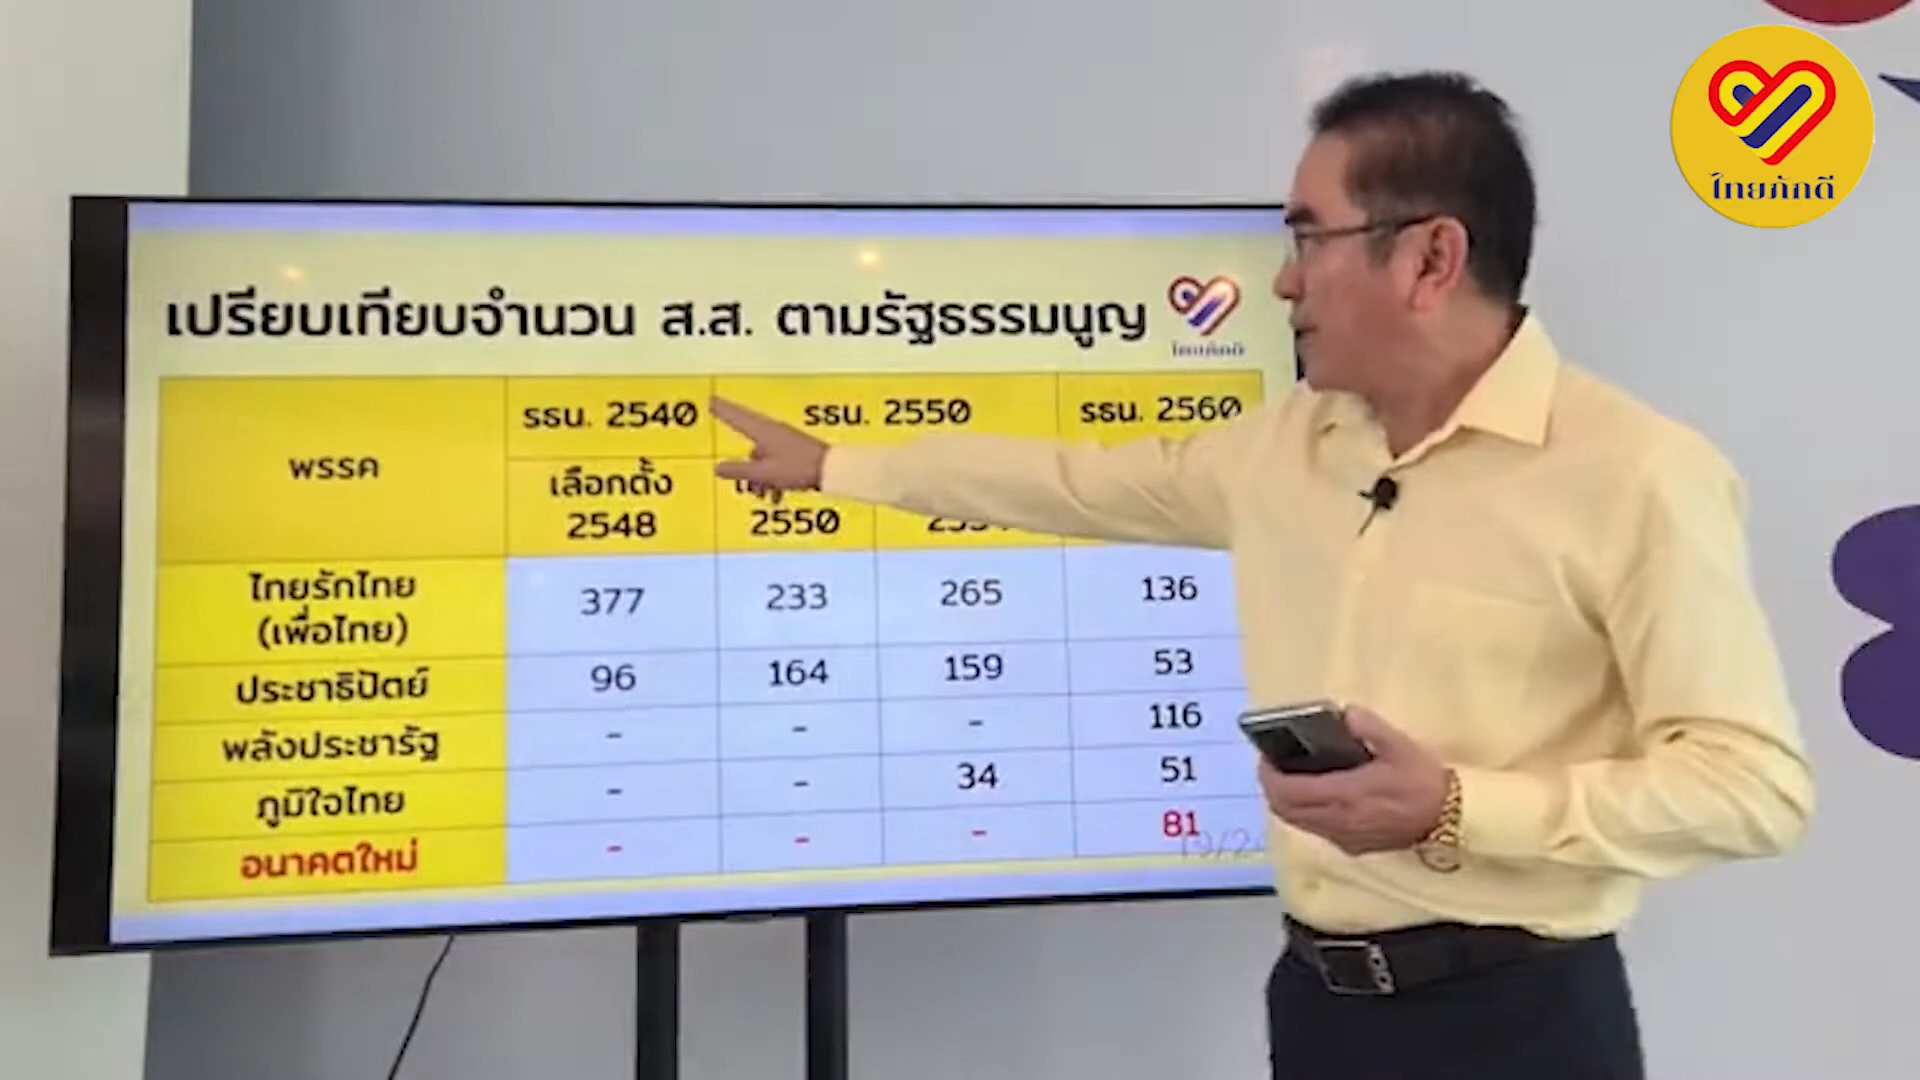 ไทยภักดี
เปรียบเทียบจำนวน ส.ส. ตามรัฐธรรมนูญ
ไทยภักดี
พรรค รธน. 2540 รธน. 2550 รธน. 2560
เลือกตั้ง
2548 2550
ไทยรักไทย
(เพื่อไทย) 377 233 265 136
ประชาธิปัตย์ 96 164 159 53
พลังประชารัฐ - - - 116
ภูมิใจไทย - - 34 51
อนาคตใหม่ - - - 81